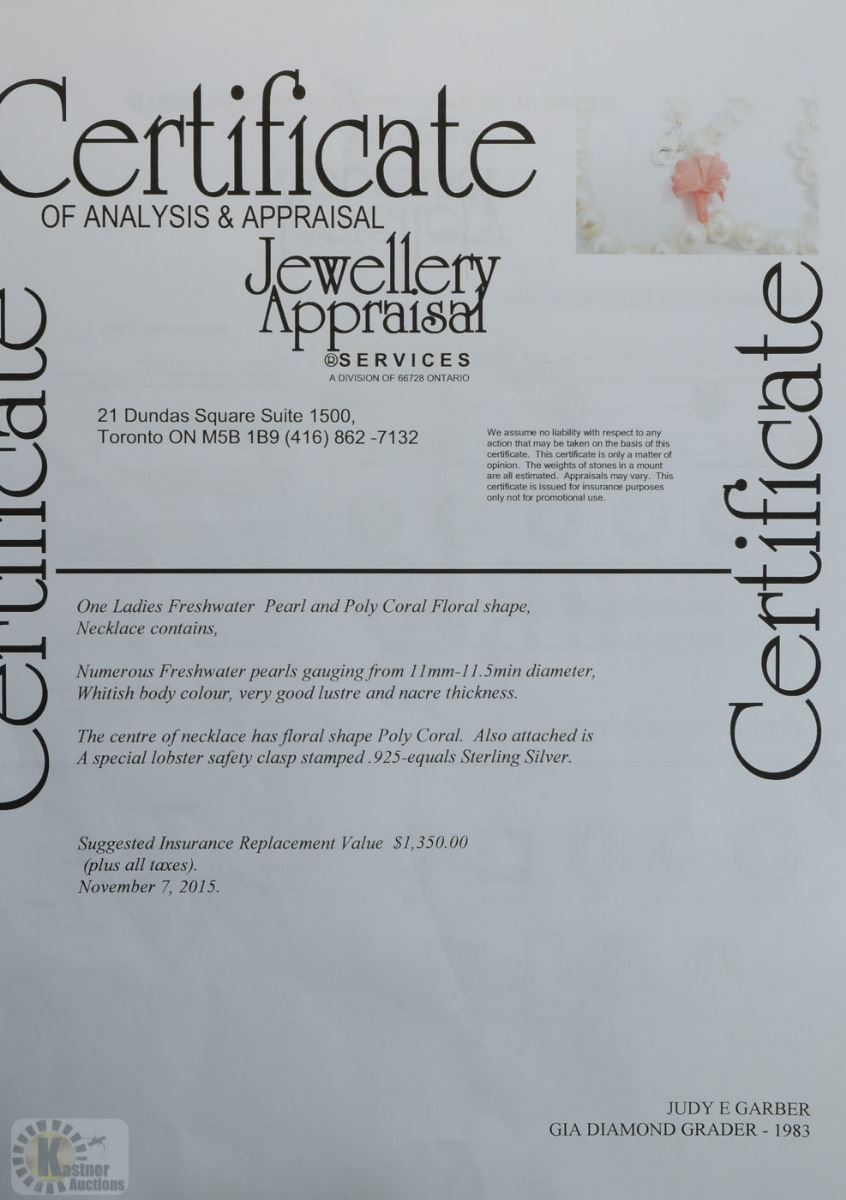 Certificate
OF ANALYSIS & APPRAISAL
Jewellery
Appraisal
®SERVICES
A DIVISION OF 66728 ONTARIO
21 Dundas Square Suite 1500,
Toronto ON M5B 1B9 (416) 862 -7132
We assume no liability with respect to any
action that may be taken on the basis of this
certificate. This certificate is only a matter of
opinion. The weights of stones in a mount
are all estimated. Appraisals may vary. This
certificate is issued for insurance purposes
only not for promotional use.
Certificate
Certificate
One Ladies Freshwater Pearl and Poly Coral Floral shape,
Necklace contains,
Numerous Freshwater pearls gauging from 11mm-11.5min diameter,
Whitish body colour, very good lustre and nacre thickness.
The centre of necklace has floral shape Poly Coral. Also attached is
A special lobster safety clasp stamped .925-equals Sterling Silver.
Suggested Insurance Replacement Value $1,350.00
(plus all taxes).
November 7, 2015.
JUDY E GARBER
GIA DIAMOND GRADER - 1983
Kastner
Auctions